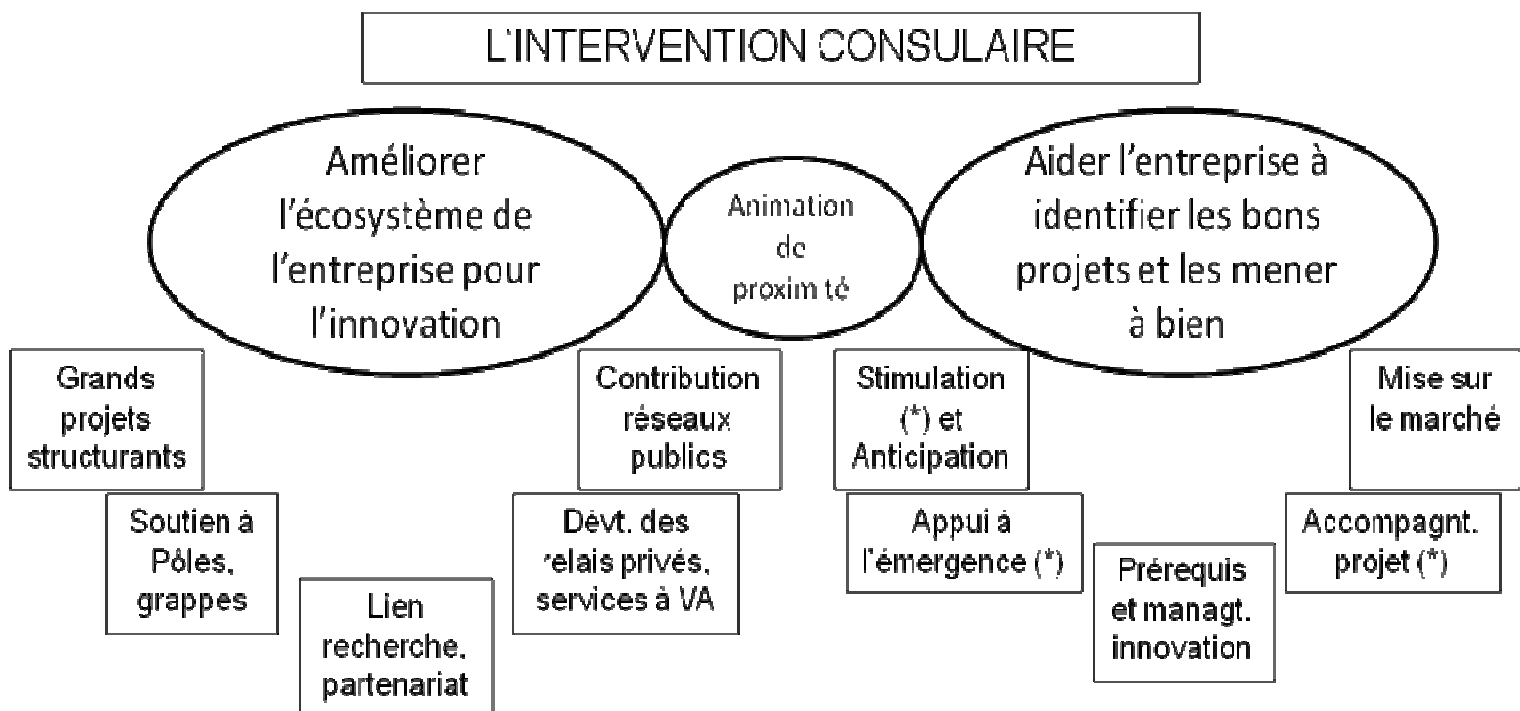 L'INTERVENTION CONSULAIRE
Améliorer
l'écosystème de
l'entreprise pour
l'innovation
Animation
de
proxim té
Aider l'entreprise à
identifier les bons
projets et les mener
à bien
Grands
projets
structurants
Soutien à
Pôles,
grappes
Lien
recherche,
partenariat
Dévt. des
relais privés,
services à VA
Contribution
réseaux
publics
Stimulation
(*) et
Anticipation
Appui à
l'émergence (*)
Prérequis
et managt.
innovation
Accompagnt.
projet (*)
Mise sur
le marché